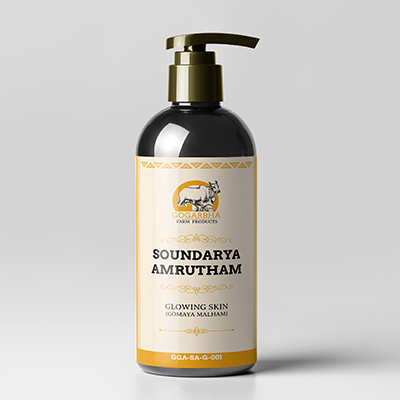 GOGARBHA
FARM PRODUCTS
SOUNDARYA
AMRUTHAM
GLOWING SKIN
(GOMAYA MALHAM)
GGA-SA-G-001